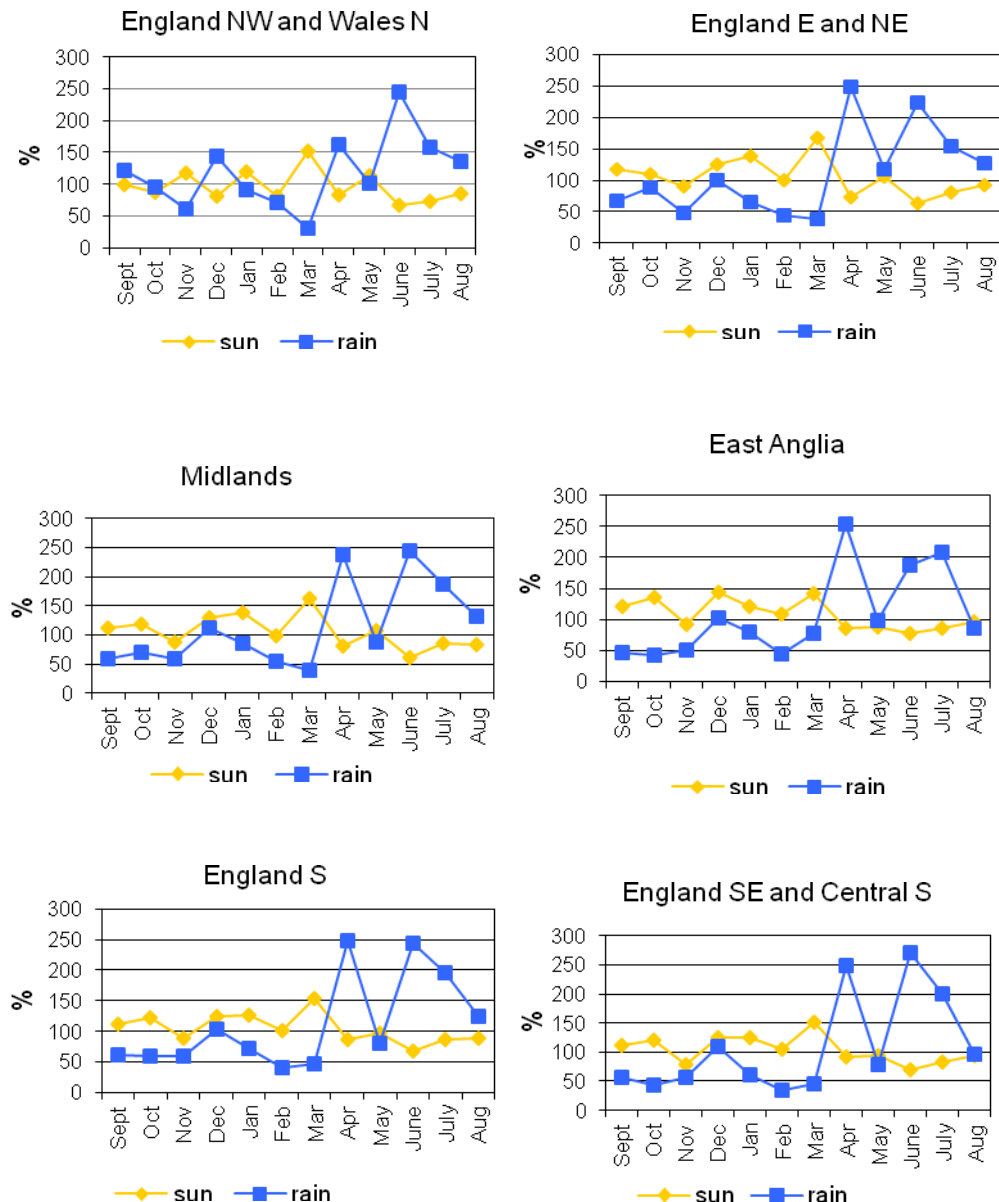 England NW and Wales N
300
250
200
150
100
50
0
%
Sept
Oct
Nov
Dec
Jan
Feb
Mar
Apr
May
June
July
Aug
sun rain
England E and NE
300
250
200
150
100
50
0
%
Sept
Oct
Nov
Dec
Jan
Feb
Mar
Apr
May
June
July
Aug
sun rain
Midlands
300
250
200
150
100
50
0
%
Sept
Oct
Nov
Dec
Jan
Feb
Mar
Apr
May
June
July
Aug
sun rain
East Anglia
300
250
200
150
100
50
0
%
Sept
Oct
Nov
Dec
Jan
Feb
Mar
Apr
May
June
July
Aug
sun rain
England S
300
250
200
150
100
50
0
%
Sept
Oct
Nov
Dec
Jan
Feb
Mar
Apr
May
June
July
Aug
sun rain
England SE and Central S
300
250
200
150
100
50
0
%
Sept
Oct
Nov
Dec
Jan
Feb
Mar
Apr
May
June
July
Aug
sun rain